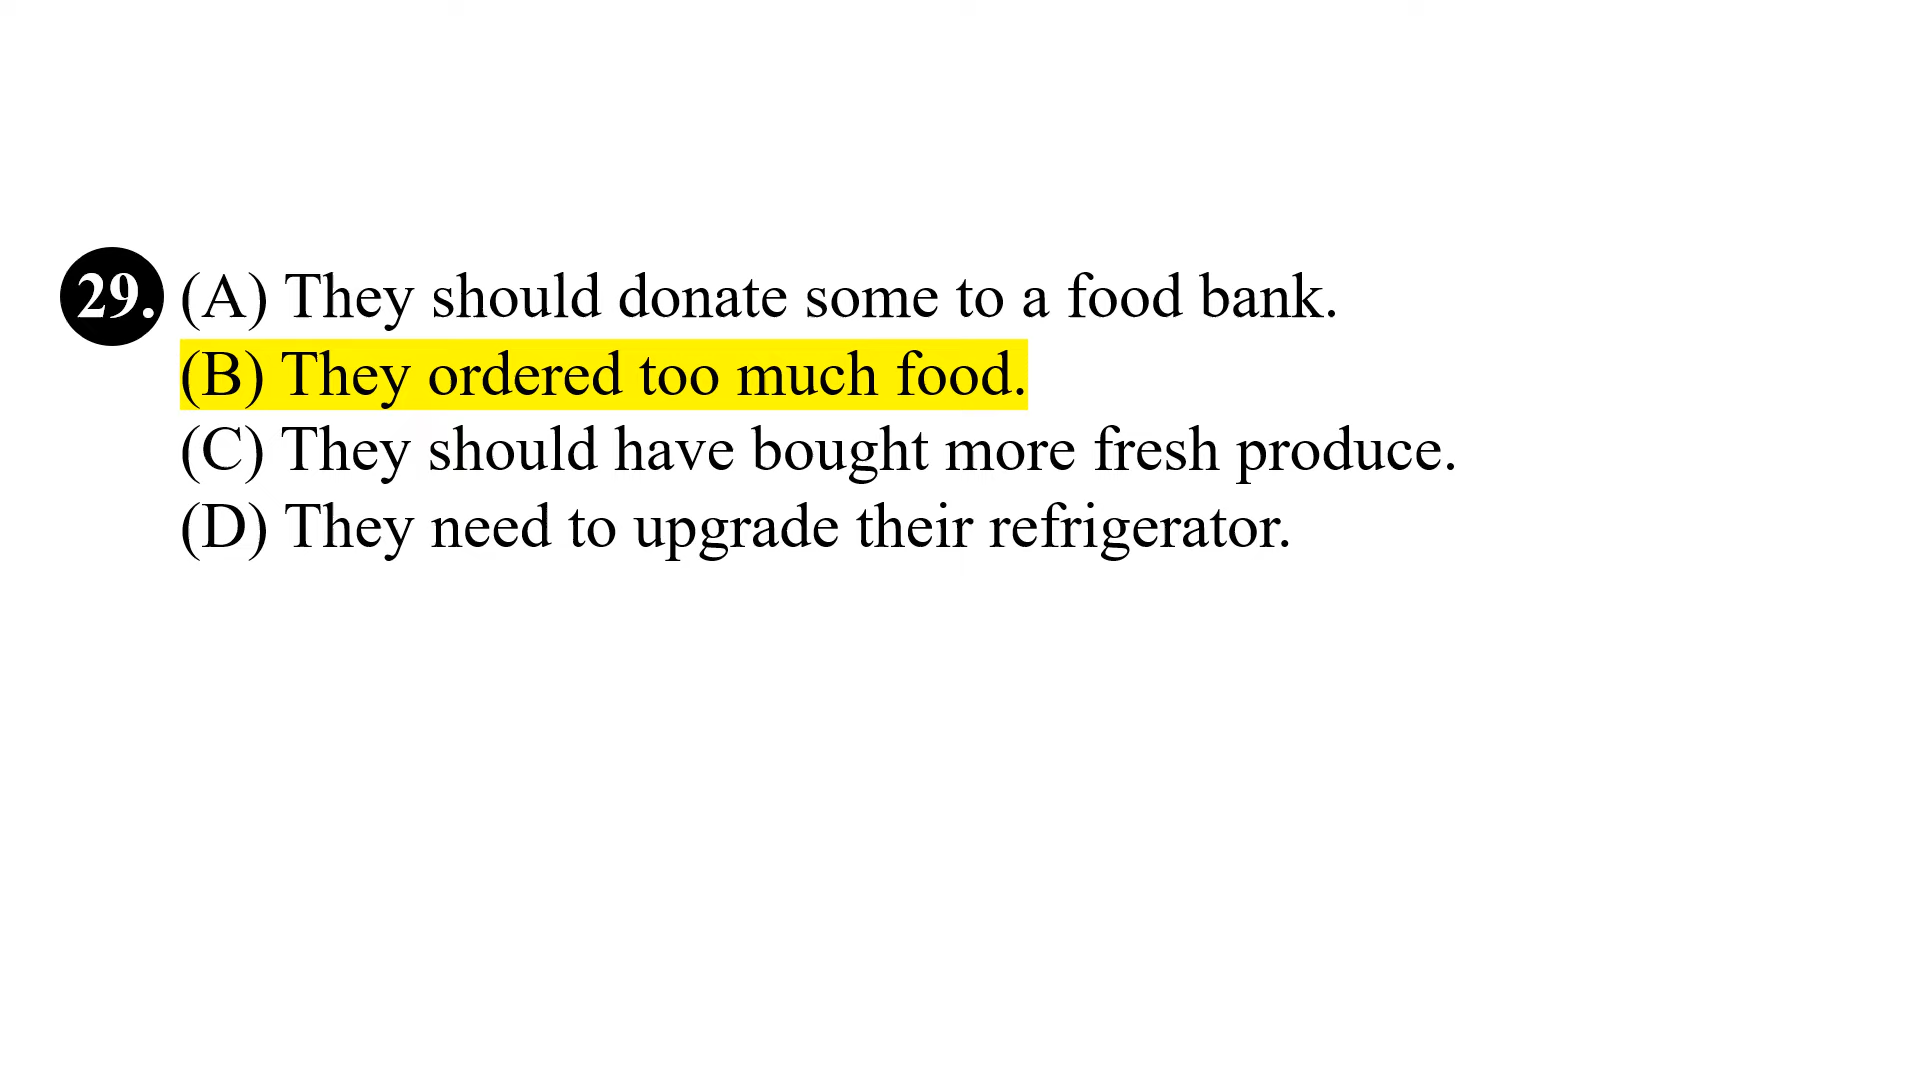 29. (A) They should donate some to a food bank.
(B) They ordered too much food.
(C) They should have bought more fresh produce.
(D) They need to upgrade their refrigerator.